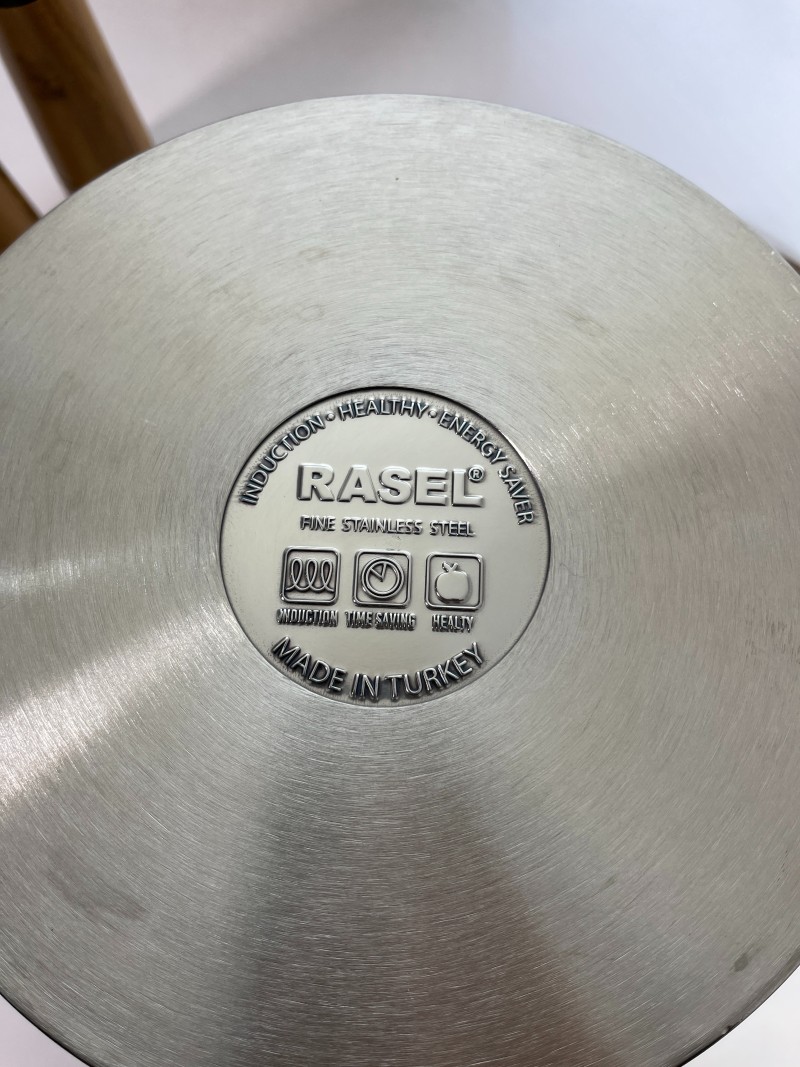 INDUCTION • HEALTHY • ENERGY SAVER
RASEL®
FINE STAINLESS STEEL
INDUCTION TIME SAVING HEALTY
MADE IN TURKEY